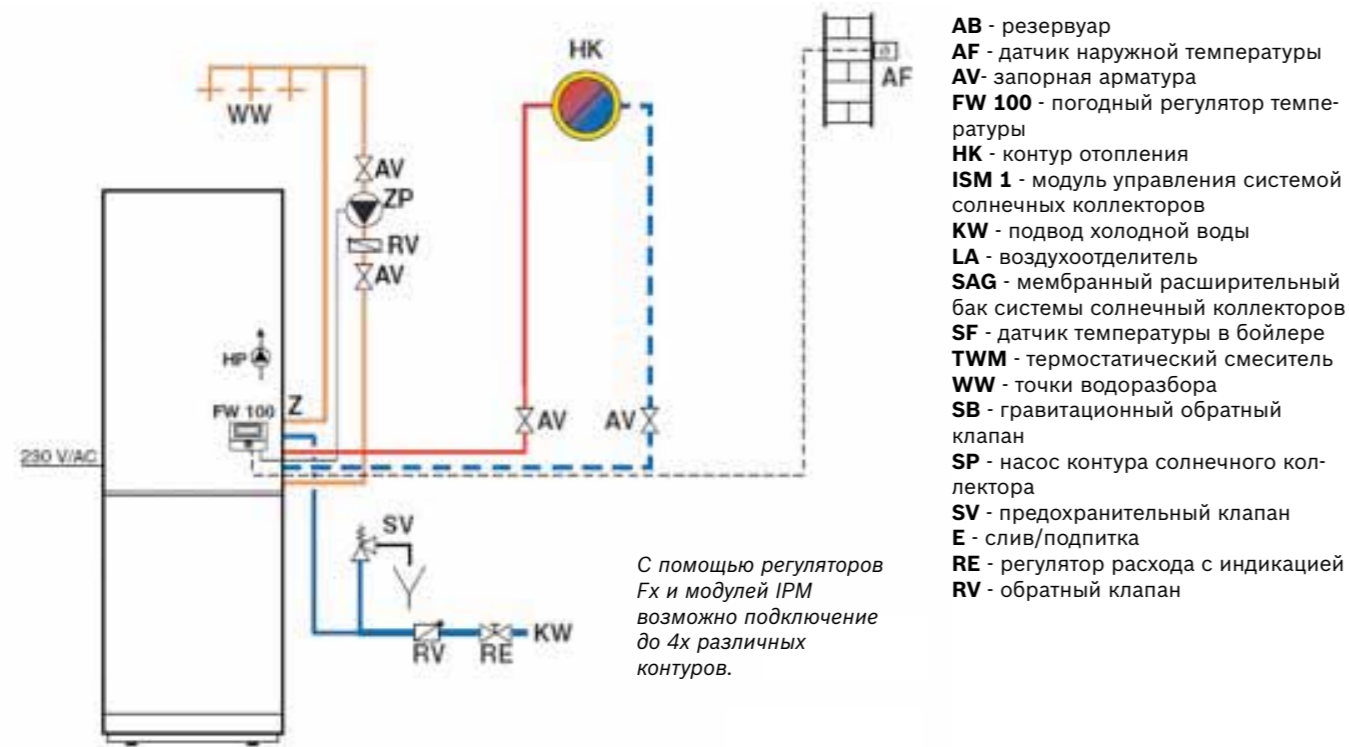 HK
AF
WW
AV
ZP
RV
AV
HP
FW 100
Z
AV
AV
230 V/AC
SV
KW
RV
RE
С помощью регуляторов
Fx и модулей IPM
возможно подключение
до 4х различных
контуров.
AB - резервуар
AF - датчик наружной температуры
AV- запорная арматура
FW 100 - погодный регулятор темпе-
ратуры
HK - контур отопления
ISM 1 - модуль управления системой
солнечных коллекторов
KW - подвод холодной воды
LA - воздухоотделитель
SAG - мембранный расширительный
бак системы солнечный коллекторов
SF - датчик температуры в бойлере
TWM - термостатический смеситель
WW - точки водоразбора
SB - гравитационный обратный
клапан
SP - насос контура солнечного кол-
лектора
SV - предохранительный клапан
E - слив/подпитка
RE - регулятор расхода с индикацией
RV - обратный клапан